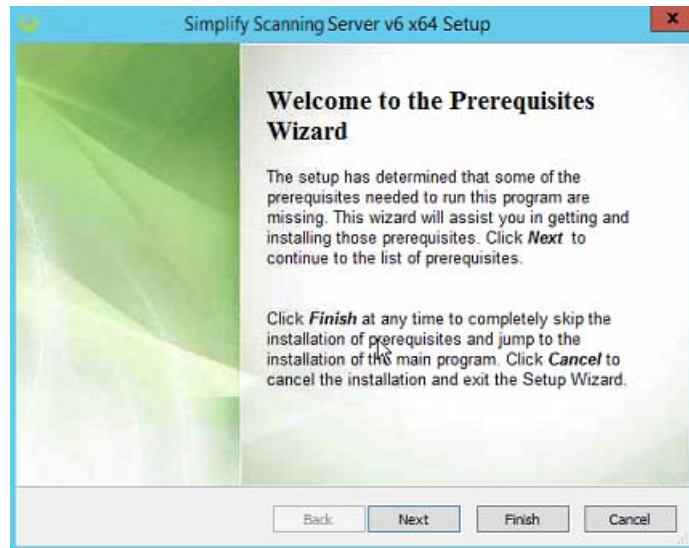 Simplify Scanning Server v6 x64 Setup
x
Welcome to the Prerequisites
Wizard
The setup has determined that some of the
prerequisites needed to run this program are
missing. This wizard will assist you in getting and
installing those prerequisites. Click Next to
continue to the list of prerequisites.
Click Finish at any time to completely skip the
installation of prerequisites and jump to the
installation of the main program. Click Cancel to
cancel the installation and exit the Setup Wizard.
Back Next Finish Cancel